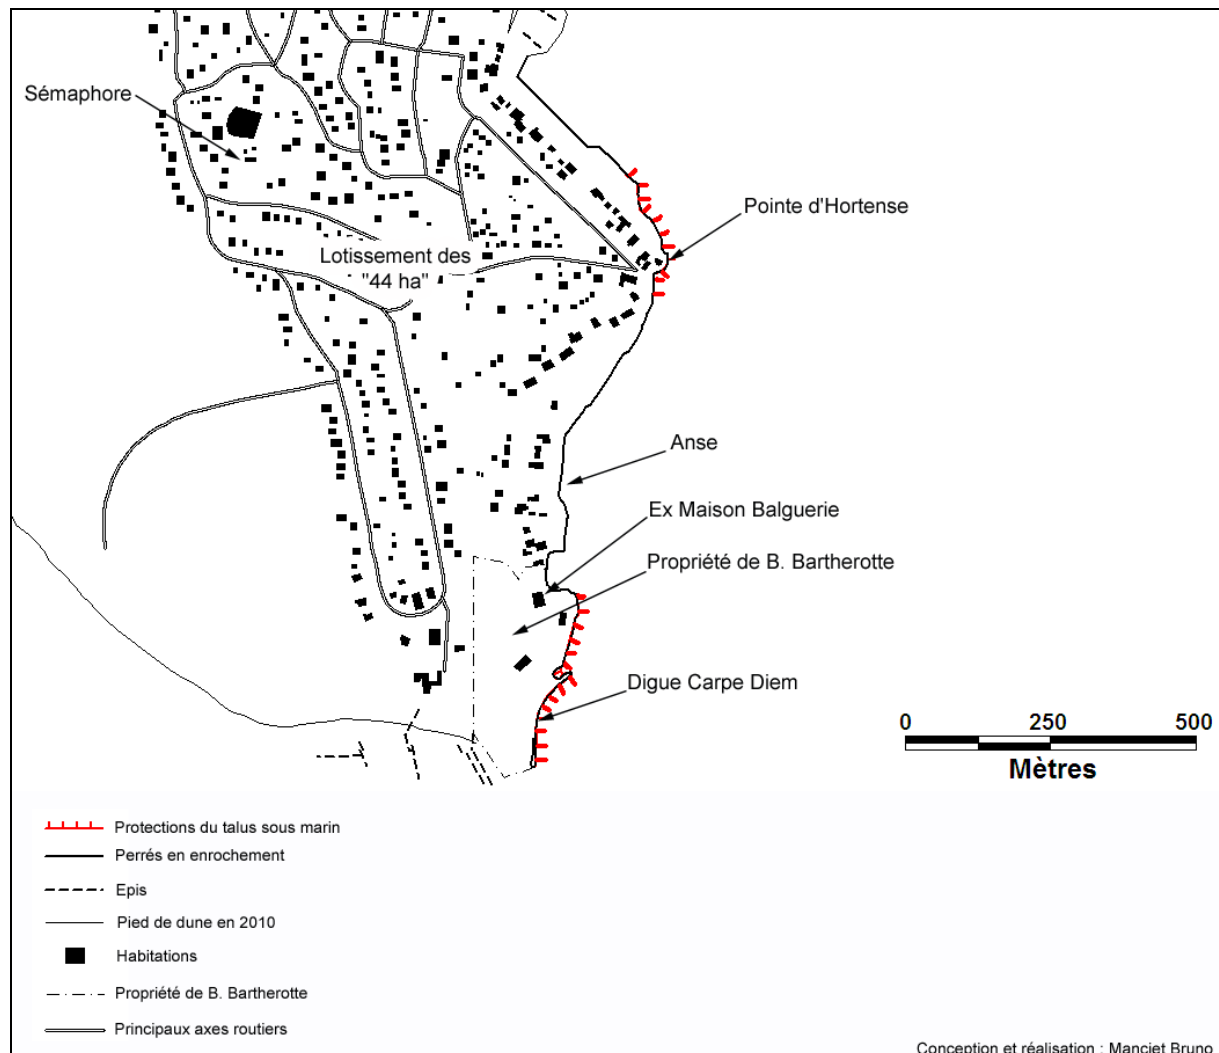 Sémaphore
Pointe d'Hortense
Lotissement des
"44 ha"
Anse
Ex Maison Balguerie
Propriété de B. Bartherotte
Digue Carpe Diem
0 250 500
Mètres
Protections du talus sous marin
Perrés en enrochement
Epis
Pied de dune en 2010
Habitations
Propriété de B. Bartherotte
Principaux axes routiers
Conception et réalisation : Manciet Bruno